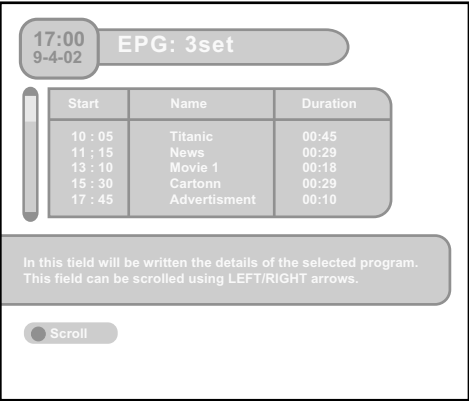 17:00
9-4-02
EPG: 3set
Start Name Duration
10 : 05 Titanic 00:45
11 ; 15 News 00:29
13 : 10 Movie 1 00:18
15 : 30 Cartonn 00:29
17 : 45 Advertisment 00:10
In this field will be written the details of the selected program.
This field can be scrolled using LEFT/RIGHT arrows.
Scroll